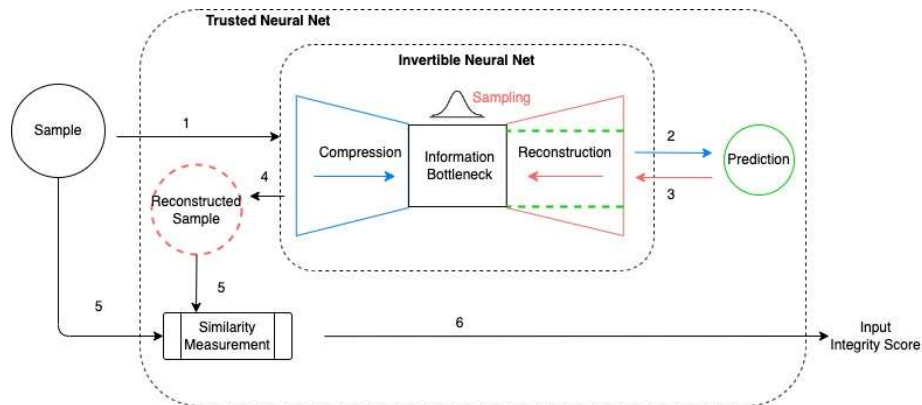 Trusted Neural Net
Invertible Neural Net
Sampling
Sample
1
Compression
Information
Bottleneck
Reconstruction
2
Prediction
3
4
Reconstructed
Sample
5
5
Similarity
Measurement
6
Input
Integrity Score